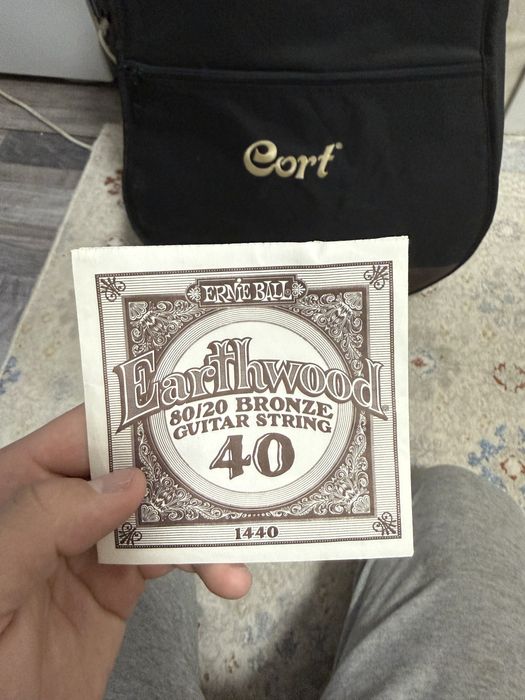 Cort
ERNIE BALL
Earthwood
80/20 BRONZE
GUITAR STRING
40
1440